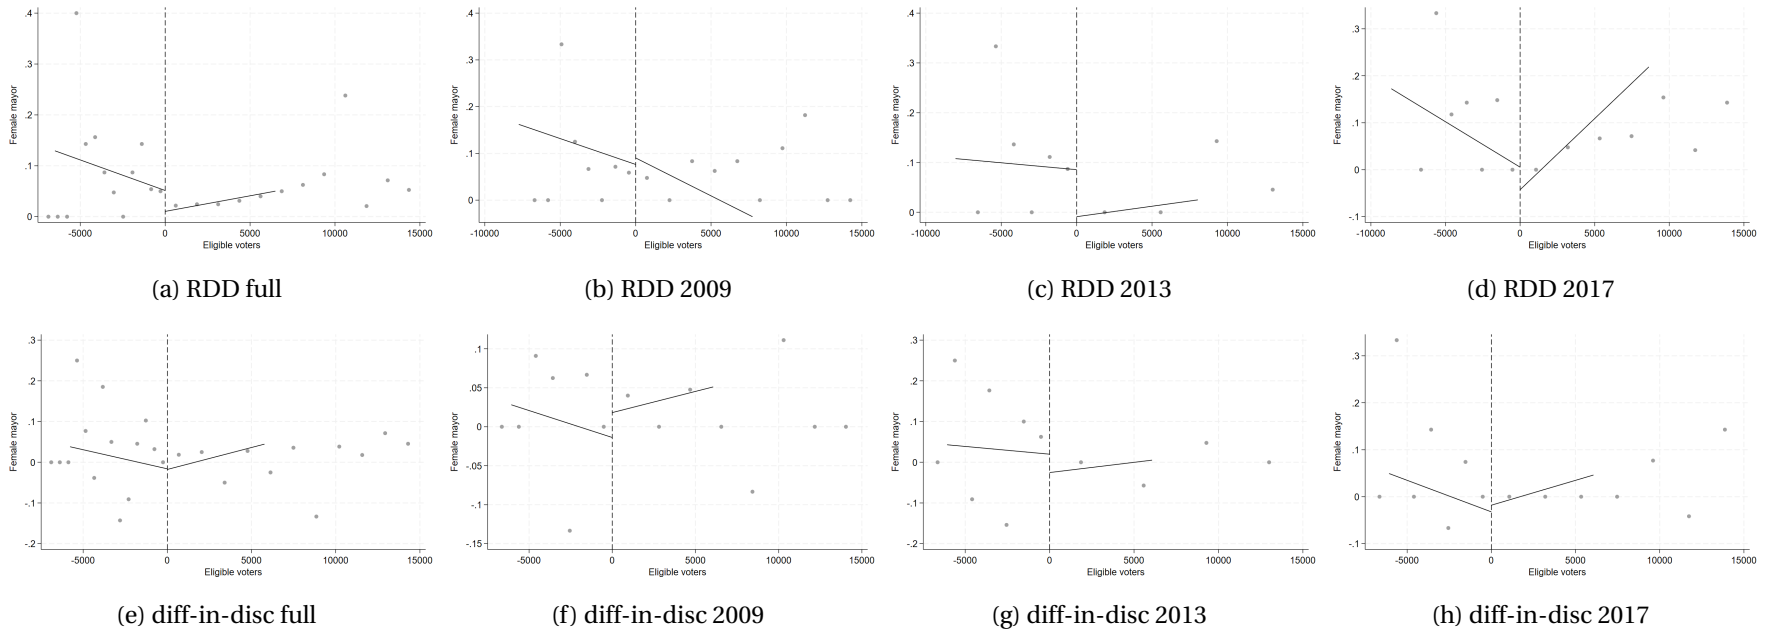 .4
.3
.2
.1
0
Female mayor
-5000 0 5000 10000 15000
Eligible voters
(a) RDD full
.4
.3
.2
.1
0
Female mayor
-10000 -5000 0 5000 10000 15000
Eligible voters
(b) RDD 2009
.4
.3
.2
.1
0
Female mayor
-10000 -5000 0 5000 10000 15000
Eligible voters
(c) RDD 2013
.3
.2
.1
0
-.1
Female mayor
-10000 -5000 0 5000 10000 15000
Eligible voters
(d) RDD 2017
.3
.2
.1
0
-.1
-.2
Female mayor
-5000 0 5000 10000 15000
Eligible voters
(e) diff-in-disc full
.1
.05
0
-.05
-.1
-.15
Female mayor
-5000 0 5000 10000 15000
Eligible voters
(f) diff-in-disc 2009
.3
.2
.1
0
-.1
-.2
Female mayor
-5000 0 5000 10000 15000
Eligible voters
(g) diff-in-disc 2013
.3
.2
.1
0
-.1
Female mayor
-5000 0 5000 10000 15000
Eligible voters
(h) diff-in-disc 2017